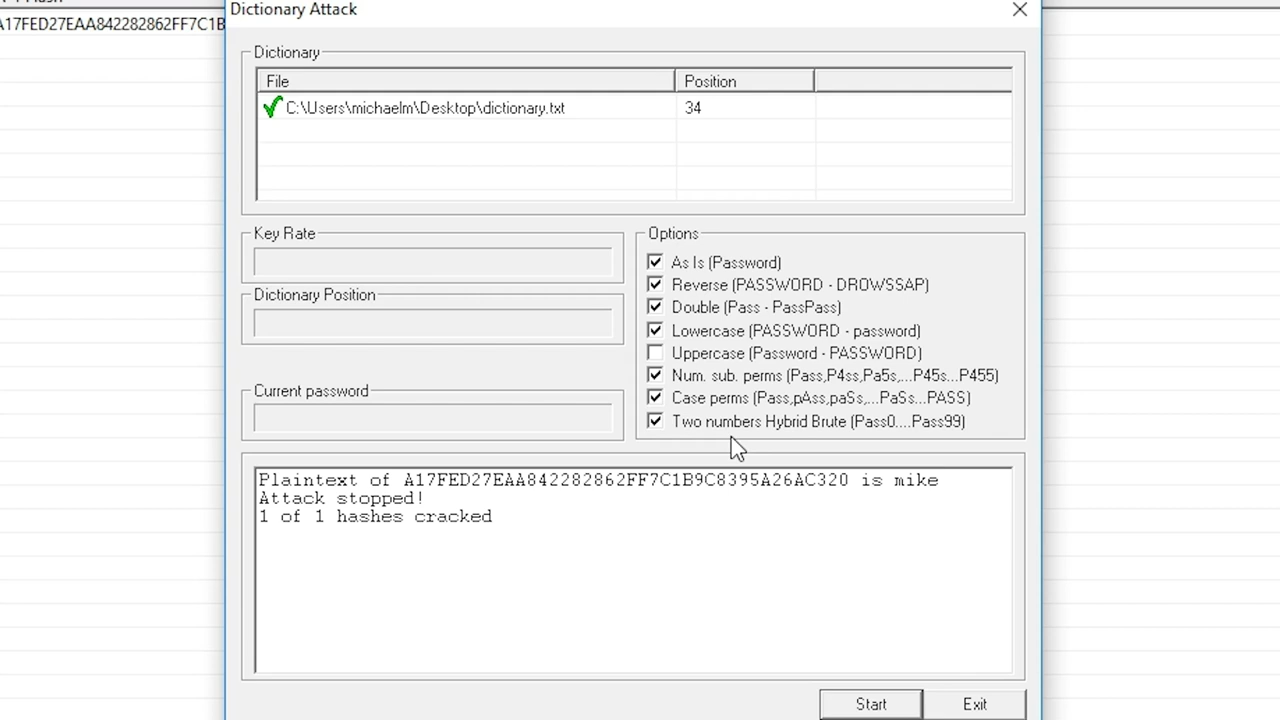 Dictionary Attack
A17FED27EAA842282862FF7C1B
Dictionary
File Position
C:\Users\michaelm\Desktop\dictionary.txt 34
Key Rate
Dictionary Position
Current password
Options
As Is (Password)
Reverse (PASSWORD - DROWSSAP)
Double (Pass - PassPass)
Lowercase (PASSWORD - password)
Uppercase (Password - PASSWORD)
Num. sub. perms (Pass,P4ss,Pa5s,...P45s...P455)
Case perms (Pass,pAss,paSs,...PaSs...PASS)
Two numbers Hybrid Brute (Pass0....Pass99)
Plaintext of A17FED27EAA842282862FF7C1B9C8395A26AC320 is mike
Attack stopped!
1 of 1 hashes cracked
Start Exit